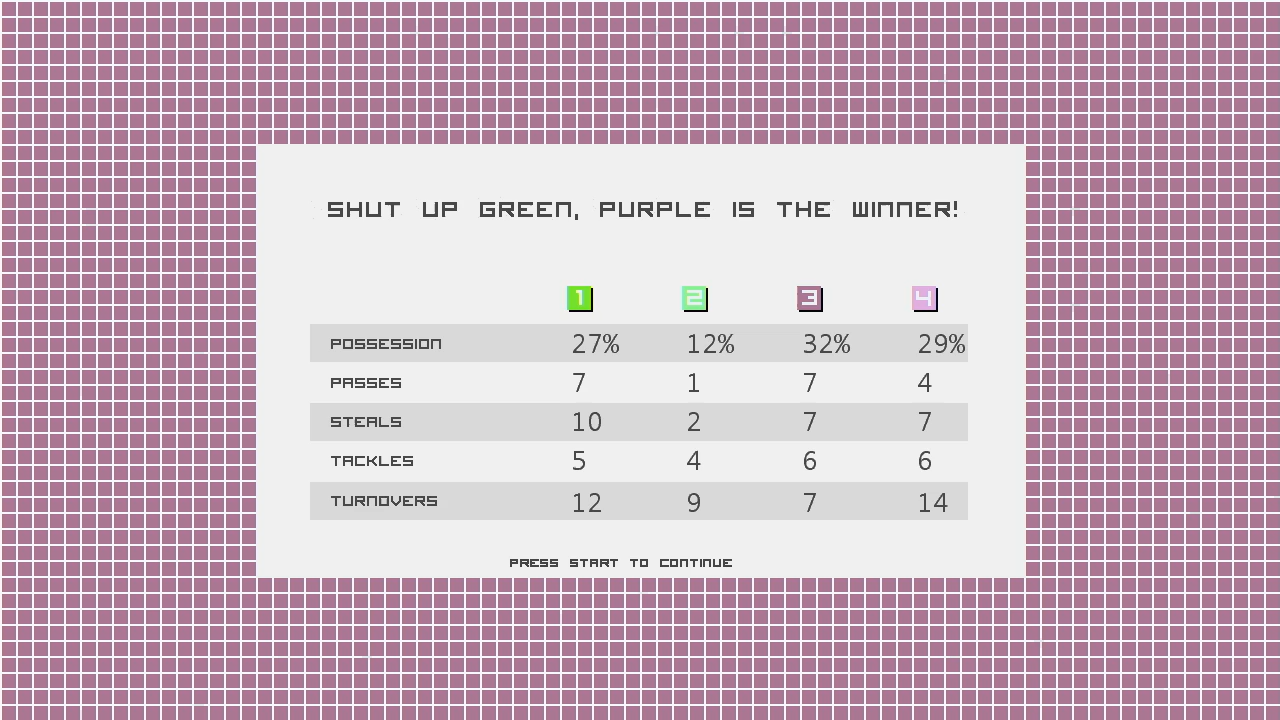 SHUT UP GREEN, PURPLE IS THE WINNER!
1 2 3 4
POSSESSION 27% 12% 32% 29%
PASSES 7 1 7 4
STEALS 10 2 7 7
TACKLES 5 4 6 6
TURNOVERS 12 9 7 14
PRESS START TO CONTINUE